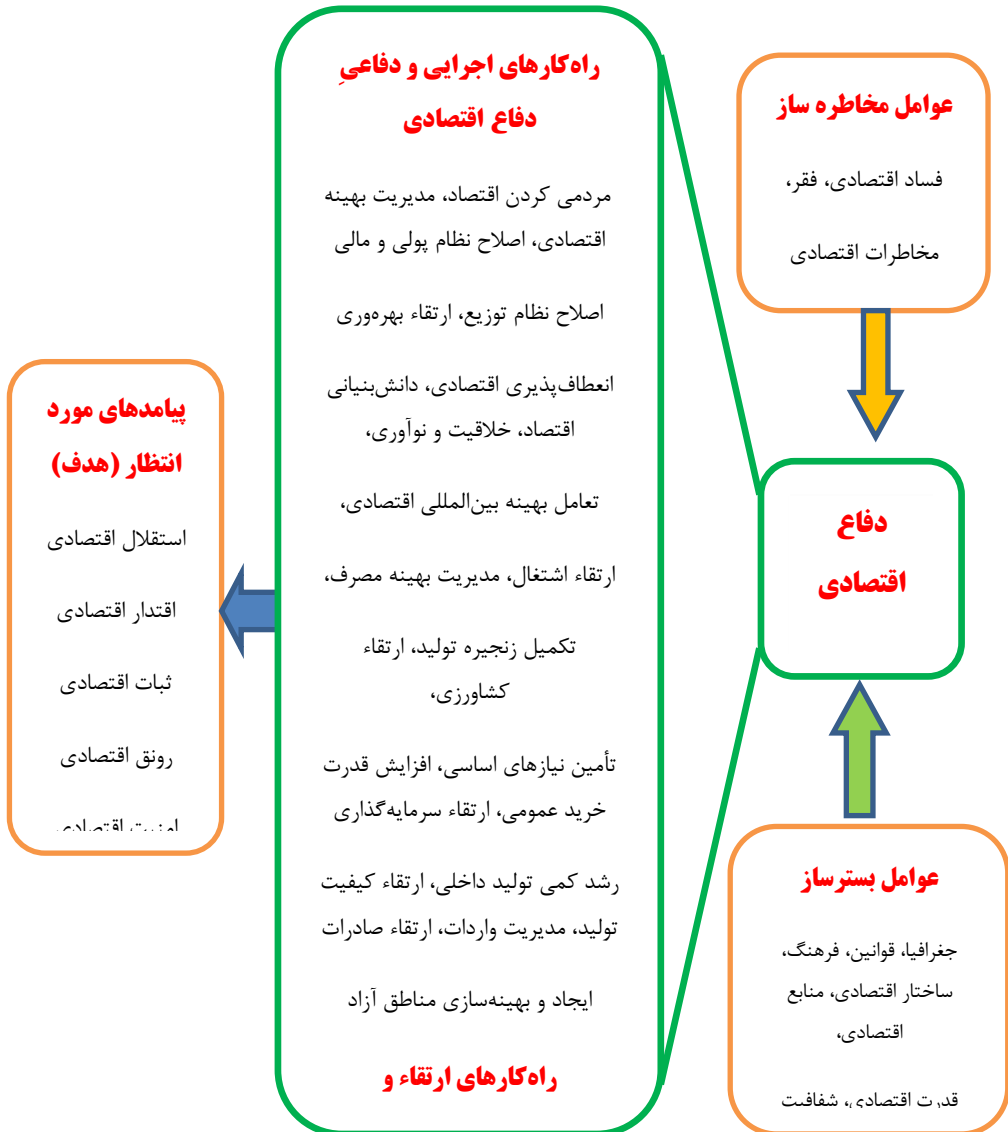 راه‌کارهای اجرایی و دفاعیِ
دفاع اقتصادی
مردمی کردن اقتصاد، مدیریت بهینه
اقتصادی، اصلاح نظام پولی و مالی
اصلاح نظام توزیع، ارتقاء بهره‌وری
انعطاف‌پذیری اقتصادی، دانش‌بنیانی
اقتصاد، خلاقیت و نوآوری،
تعامل بهینه بین‌المللی اقتصادی،
ارتقاء اشتغال، مدیریت بهینه مصرف،
تکمیل زنجیره تولید، ارتقاء
کشاورزی،
تأمین نیازهای اساسی، افزایش قدرت
خرید عمومی، ارتقاء سرمایه‌گذاری
رشد کمی تولید داخلی، ارتقاء کیفیت
تولید، مدیریت واردات، ارتقاء صادرات
ایجاد و بهینه‌سازی مناطق آزاد
راه‌کارهای ارتقاء و
عوامل مخاطره ساز
فساد اقتصادی، فقر،
مخاطرات اقتصادی
دفاع
اقتصادی
عوامل بسترساز
جغرافیا، قوانین، فرهنگ،
ساختار اقتصادی، منابع
اقتصادی،
قدرت اقتصادی، شفافیت
پیامدهای مورد
انتظار (هدف)
استقلال اقتصادی
اقتدار اقتصادی
ثبات اقتصادی
رونق اقتصادی
امنیت اقتصادی